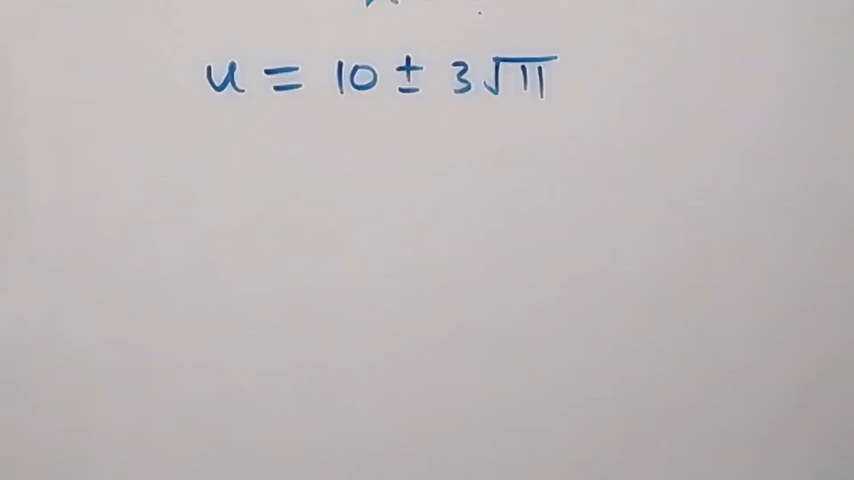 u = 10 ± 3√11